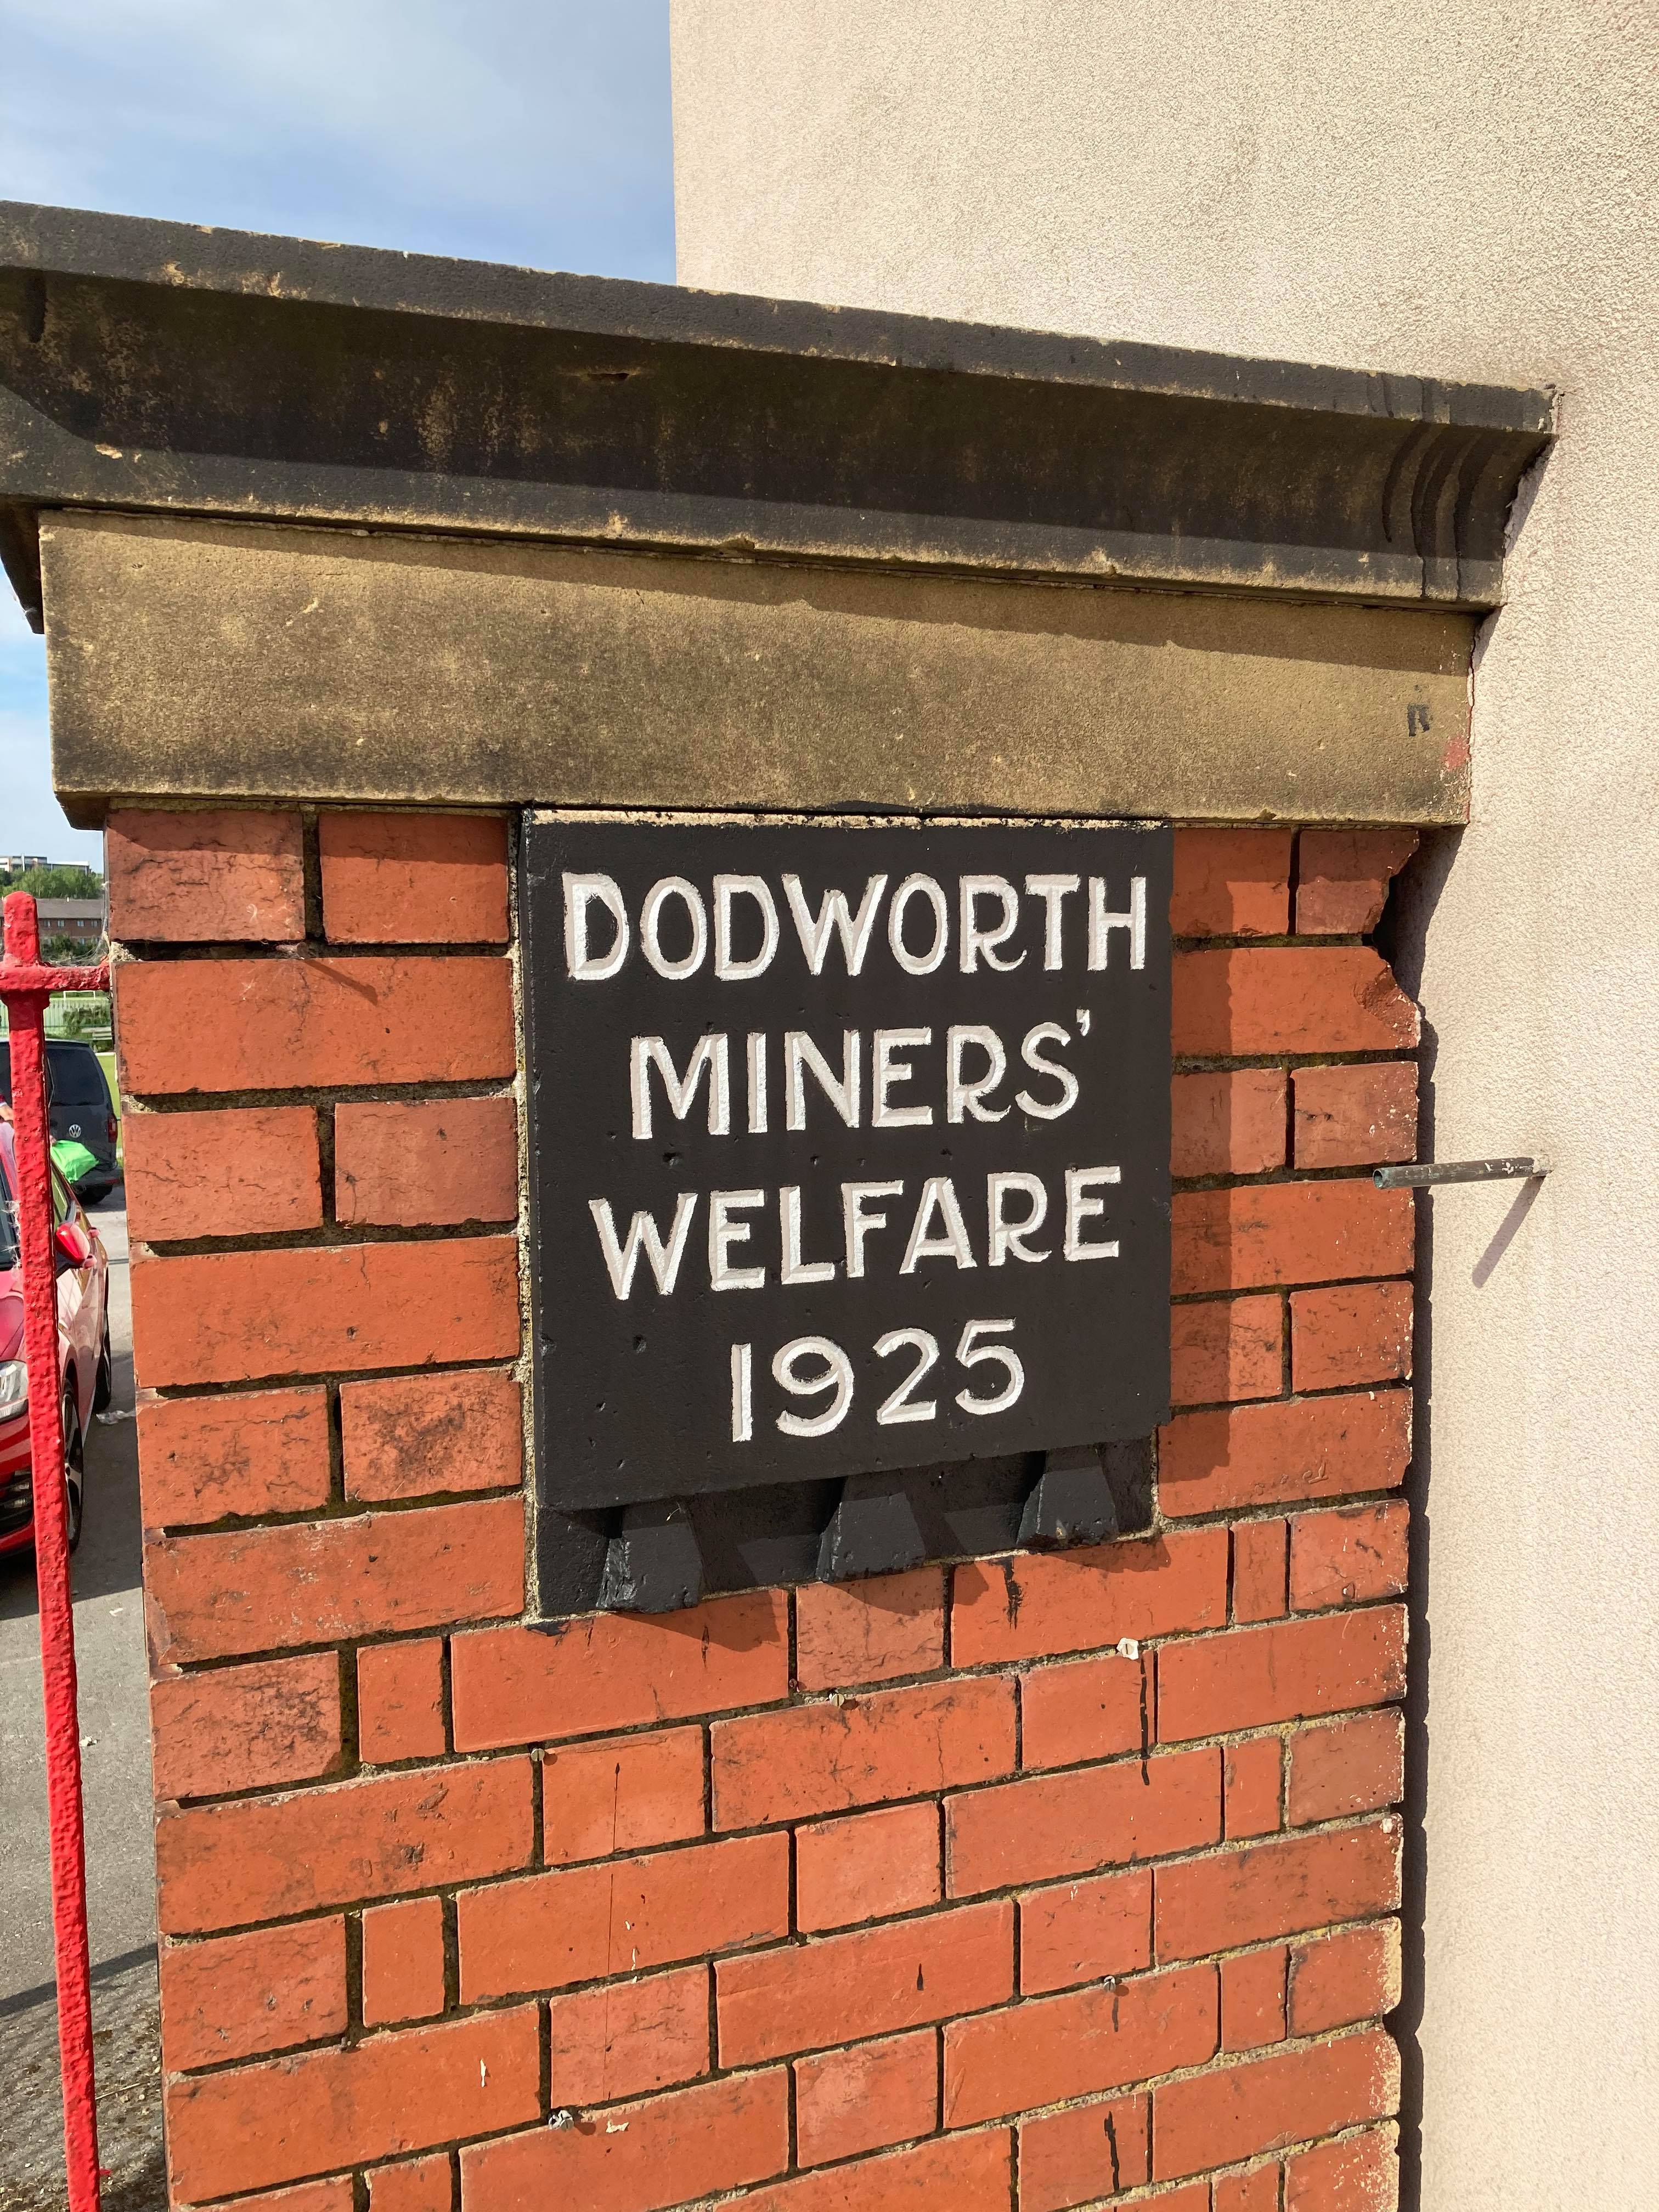 DODWORTH
MINERS'
WELFARE
1925